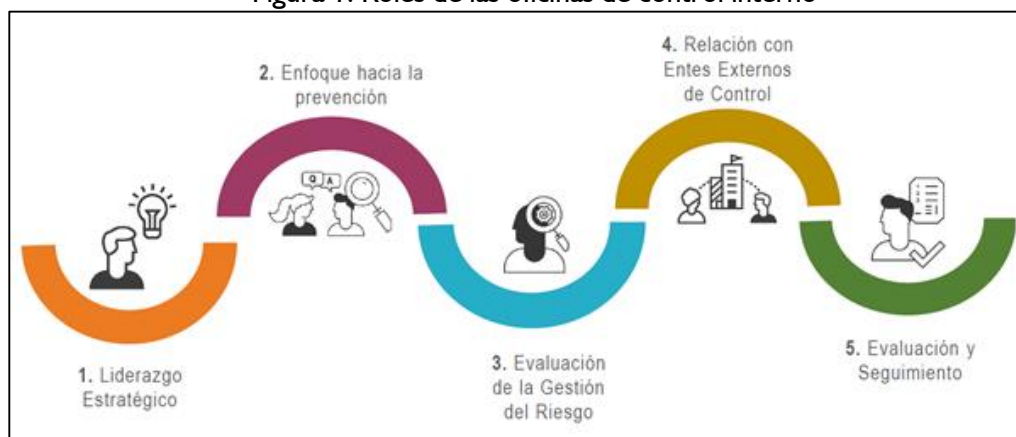 Figura 1. Roles de las oficinas de control interno
1. Liderazgo
Estratégico
2. Enfoque hacia la
prevención
Q A
3. Evaluación
de la Gestión
del Riesgo
4. Relación con
Entes Externos
de Control
5. Evaluación y
Seguimiento